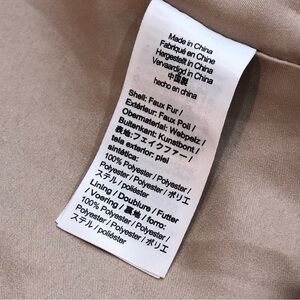 Made in China
Fabriqué en Chine
Hergestellt in China
Vervaardigd in China
中国製
hecho en china
Shell: Faux Fur /
Extérieur: Faux Poil /
Obermaterial: Webpelz /
Buitenkant: Kunstbont /
表地:フェイクファー /
tela exterior: piel
sintética:
100% Polyester / Polyester /
Polyester / Polyester / ポリエ
ステル / poliéster
Lining / Doublure / Futter
/ Voering / 裏地 / forro:
100% Polyester / Polyester /
Polyester / Polyester / ポリエ
ステル / poliéster